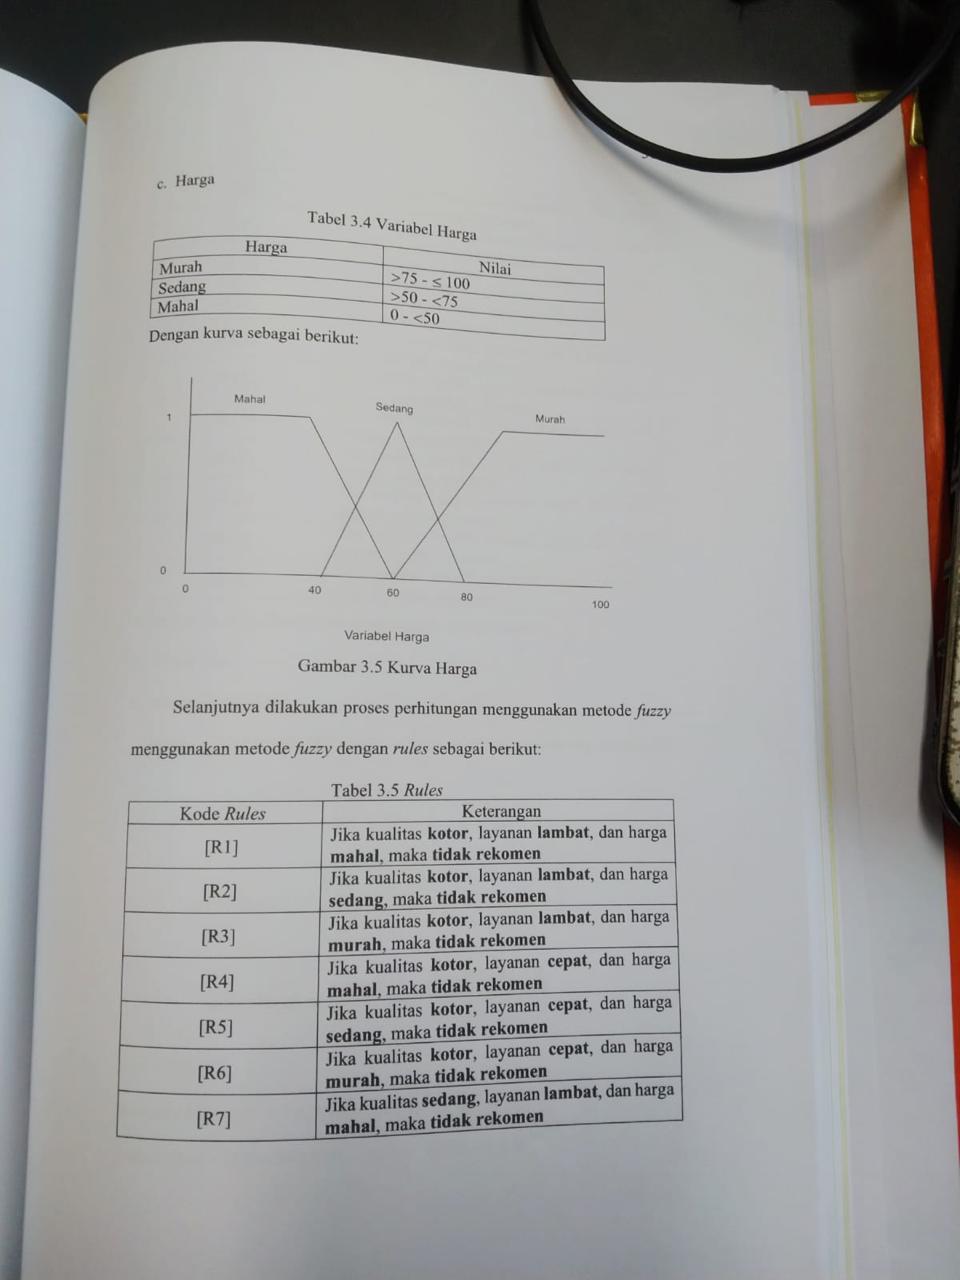 c. Harga
Tabel 3.4 Variabel Harga
Harga Nilai
Murah >75 - ≤ 100
Sedang >50 - <75
Mahal 0 - <50
Dengan kurva sebagai berikut:
Mahal Sedang Murah
1
0
0 40 60 80 100
Variabel Harga
Gambar 3.5 Kurva Harga
Selanjutnya dilakukan proses perhitungan menggunakan metode fuzzy
menggunakan metode fuzzy dengan rules sebagai berikut:
Tabel 3.5 Rules
Kode Rules Keterangan
[R1] Jika kualitas kotor, layanan lambat, dan harga
mahal, maka tidak rekomen
[R2] Jika kualitas kotor, layanan lambat, dan harga
sedang, maka tidak rekomen
[R3] Jika kualitas kotor, layanan lambat, dan harga
murah, maka tidak rekomen
[R4] Jika kualitas kotor, layanan cepat, dan harga
mahal, maka tidak rekomen
[R5] Jika kualitas kotor, layanan cepat, dan harga
sedang, maka tidak rekomen
[R6] Jika kualitas kotor, layanan cepat, dan harga
murah, maka tidak rekomen
[R7] Jika kualitas sedang, layanan lambat, dan harga
mahal, maka tidak rekomen